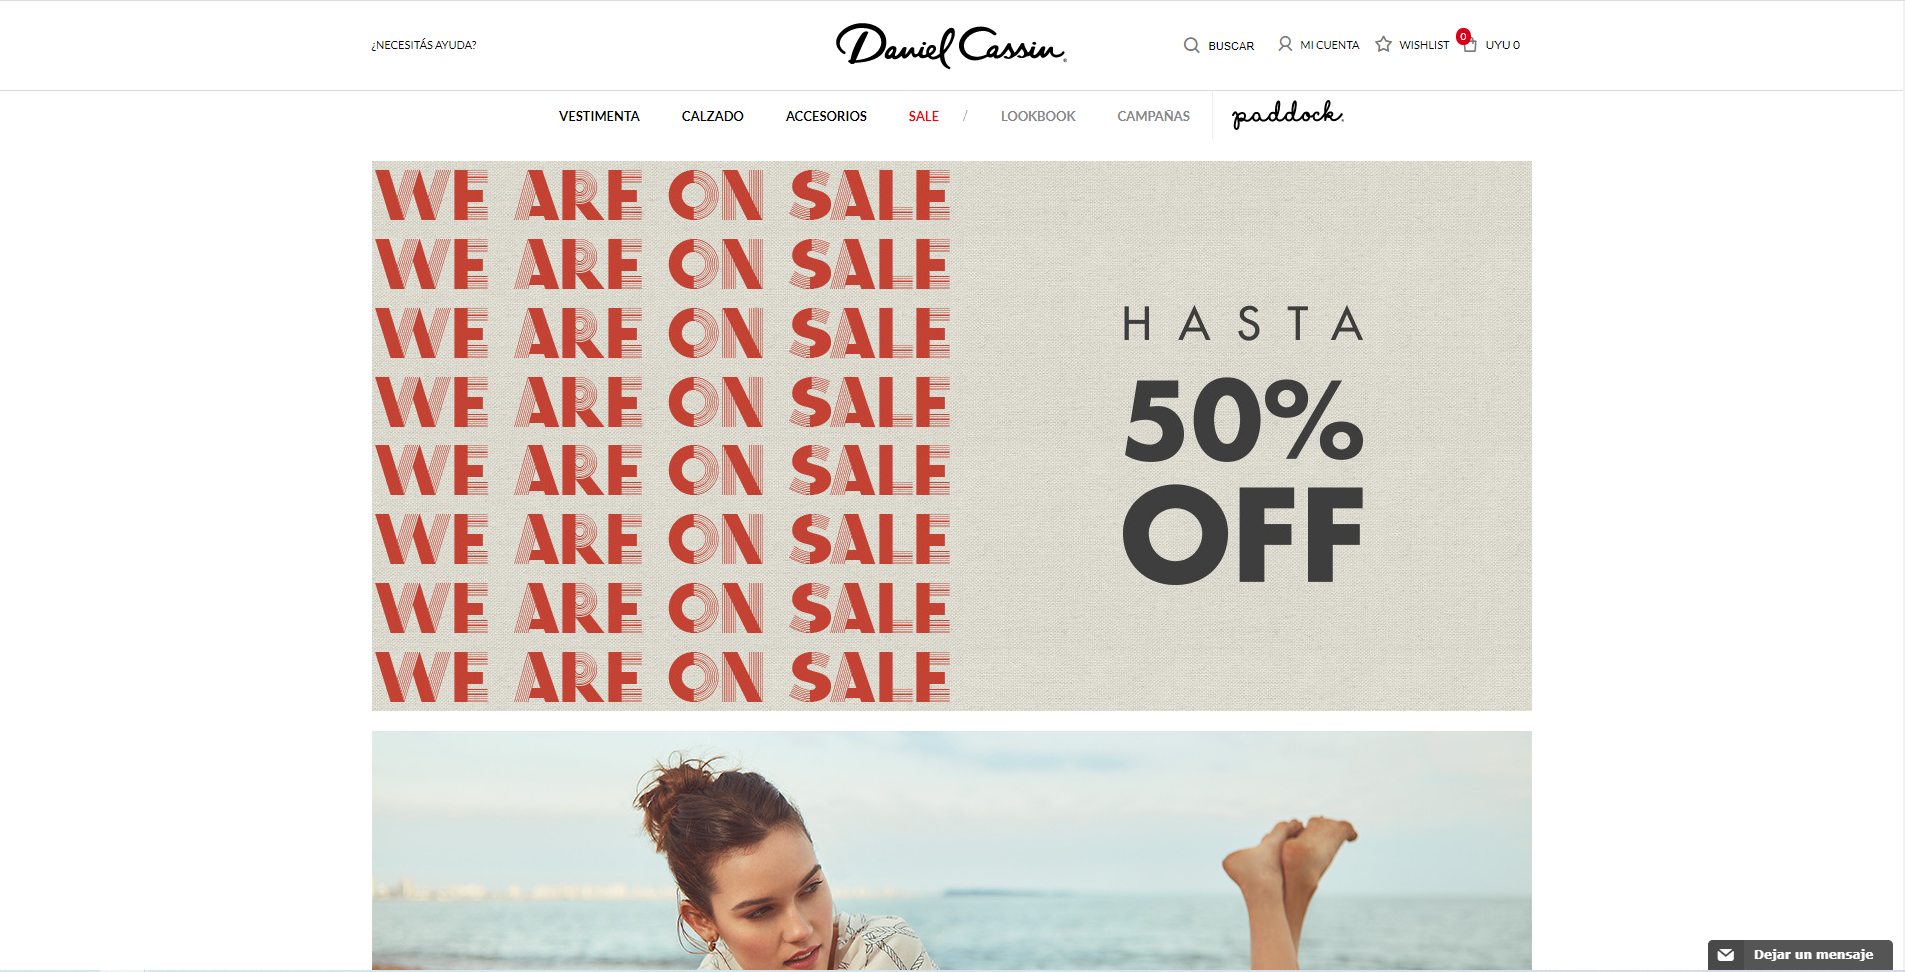 ¿NECESITÁS AYUDA?
Daniel Cassin
BUSCAR
MI CUENTA
WISHLIST
0
UYU 0
VESTIMENTA
CALZADO
ACCESORIOS
SALE
/
LOOKBOOK
CAMPAÑAS
paddock
WE ARE ON SALE
WE ARE ON SALE
WE ARE ON SALE
WE ARE ON SALE
WE ARE ON SALE
WE ARE ON SALE
WE ARE ON SALE
WE ARE ON SALE
HASTA
50%
OFF
Dejar un mensaje